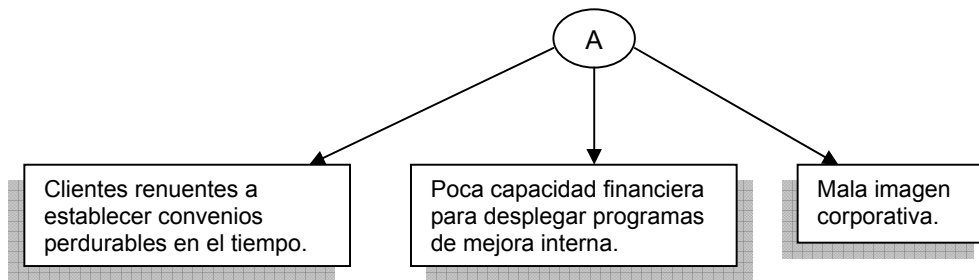 A
Clientes renuentes a
establecer convenios
perdurables en el tiempo.
Poca capacidad financiera
para desplegar programas
de mejora interna.
Mala imagen
corporativa.